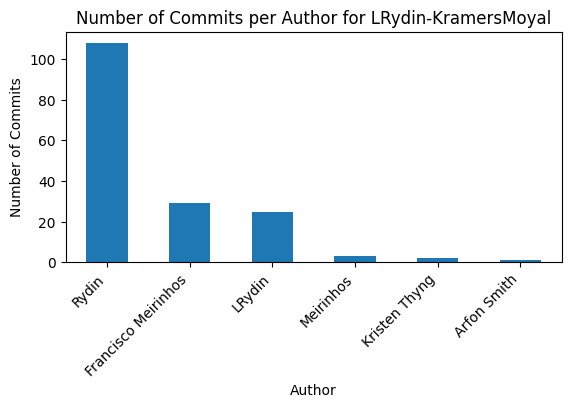 Number of Commits per Author for LRydin-KramersMoyal
Number of Commits
100
80
60
40
20
0
Rydin
Francisco Meirinhos
LRydin
Meirinhos
Kristen Thyng
Arfon Smith
Author